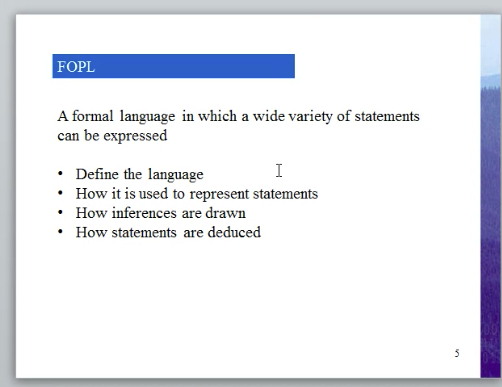 FOPL
A formal language in which a wide variety of statements
can be expressed
• Define the language
• How it is used to represent statements
• How inferences are drawn
• How statements are deduced
5